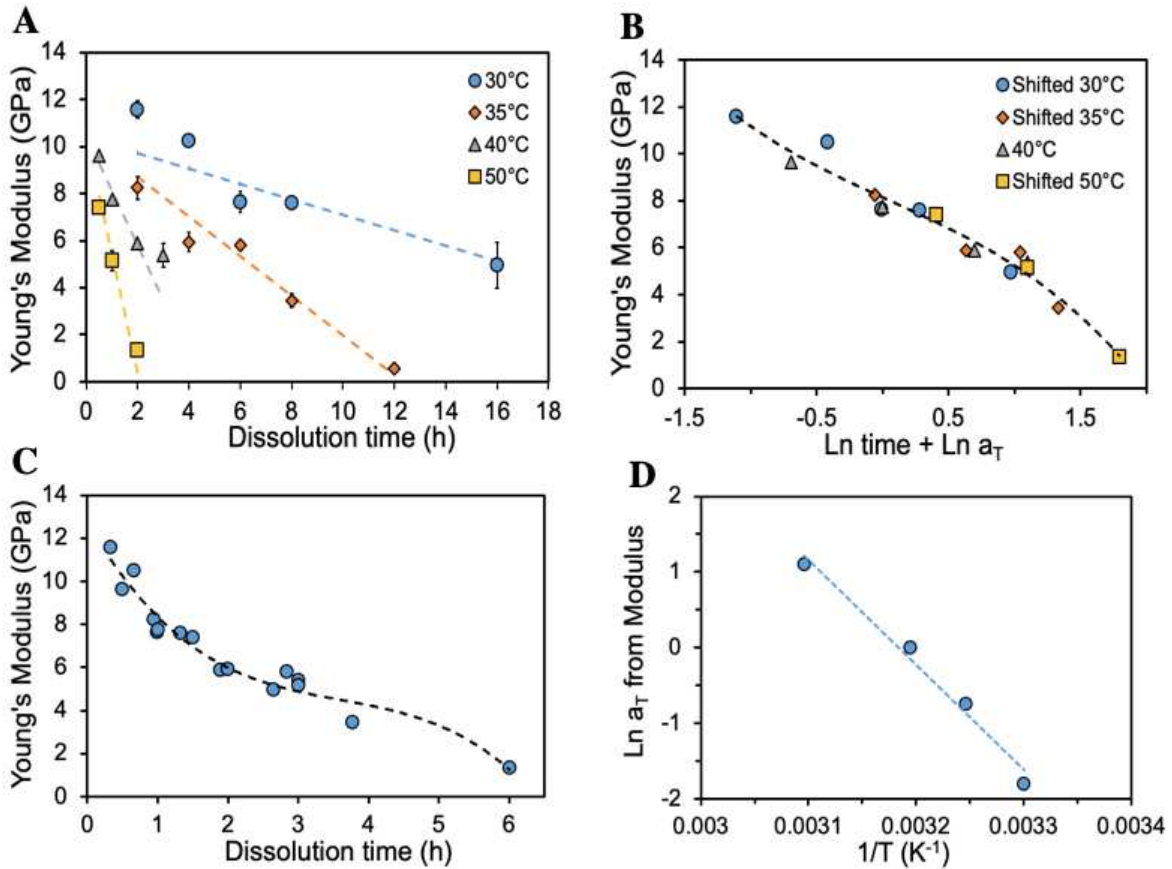 A
Young's Modulus (GPa)
14
12
10
8
6
4
2
0
30°C
35°C
40°C
50°C
0 2 4 6 8 10 12 14 16 18
Dissolution time (h)
B
Young's Modulus (GPa)
14
12
10
8
6
4
2
0
Shifted 30°C
Shifted 35°C
40°C
Shifted 50°C
-1.5 -0.5 0.5 1.5
Ln time + Ln aT
C
Young's Modulus (GPa)
14
12
10
8
6
4
2
0
0 1 2 3 4 5 6
Dissolution time (h)
D
Ln aT from Modulus
2
1
0
-1
-2
0.003 0.0031 0.0032 0.0033 0.0034
1/T (K-1)